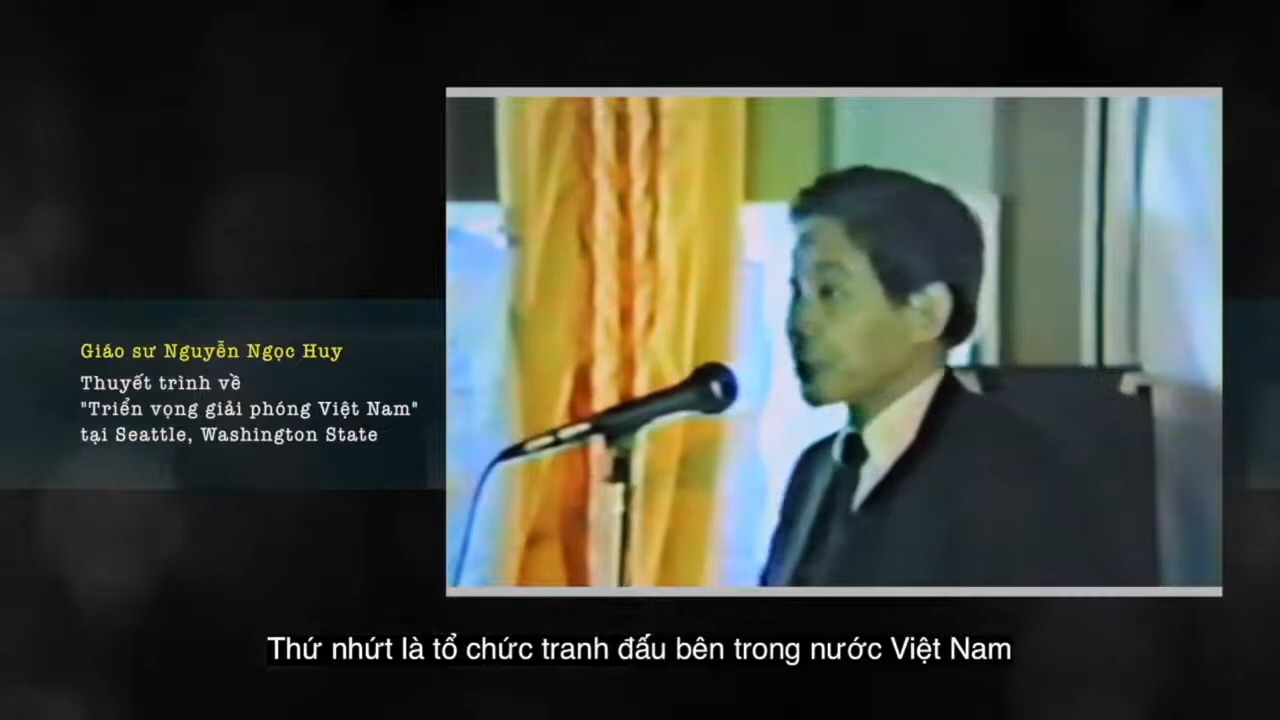 Giáo sư Nguyễn Ngọc Huy
Thuyết trình về
"Triển vọng giải phóng Việt Nam"
tại Seattle, Washington State
Thứ nhứt là tổ chức tranh đấu bên trong nước Việt Nam